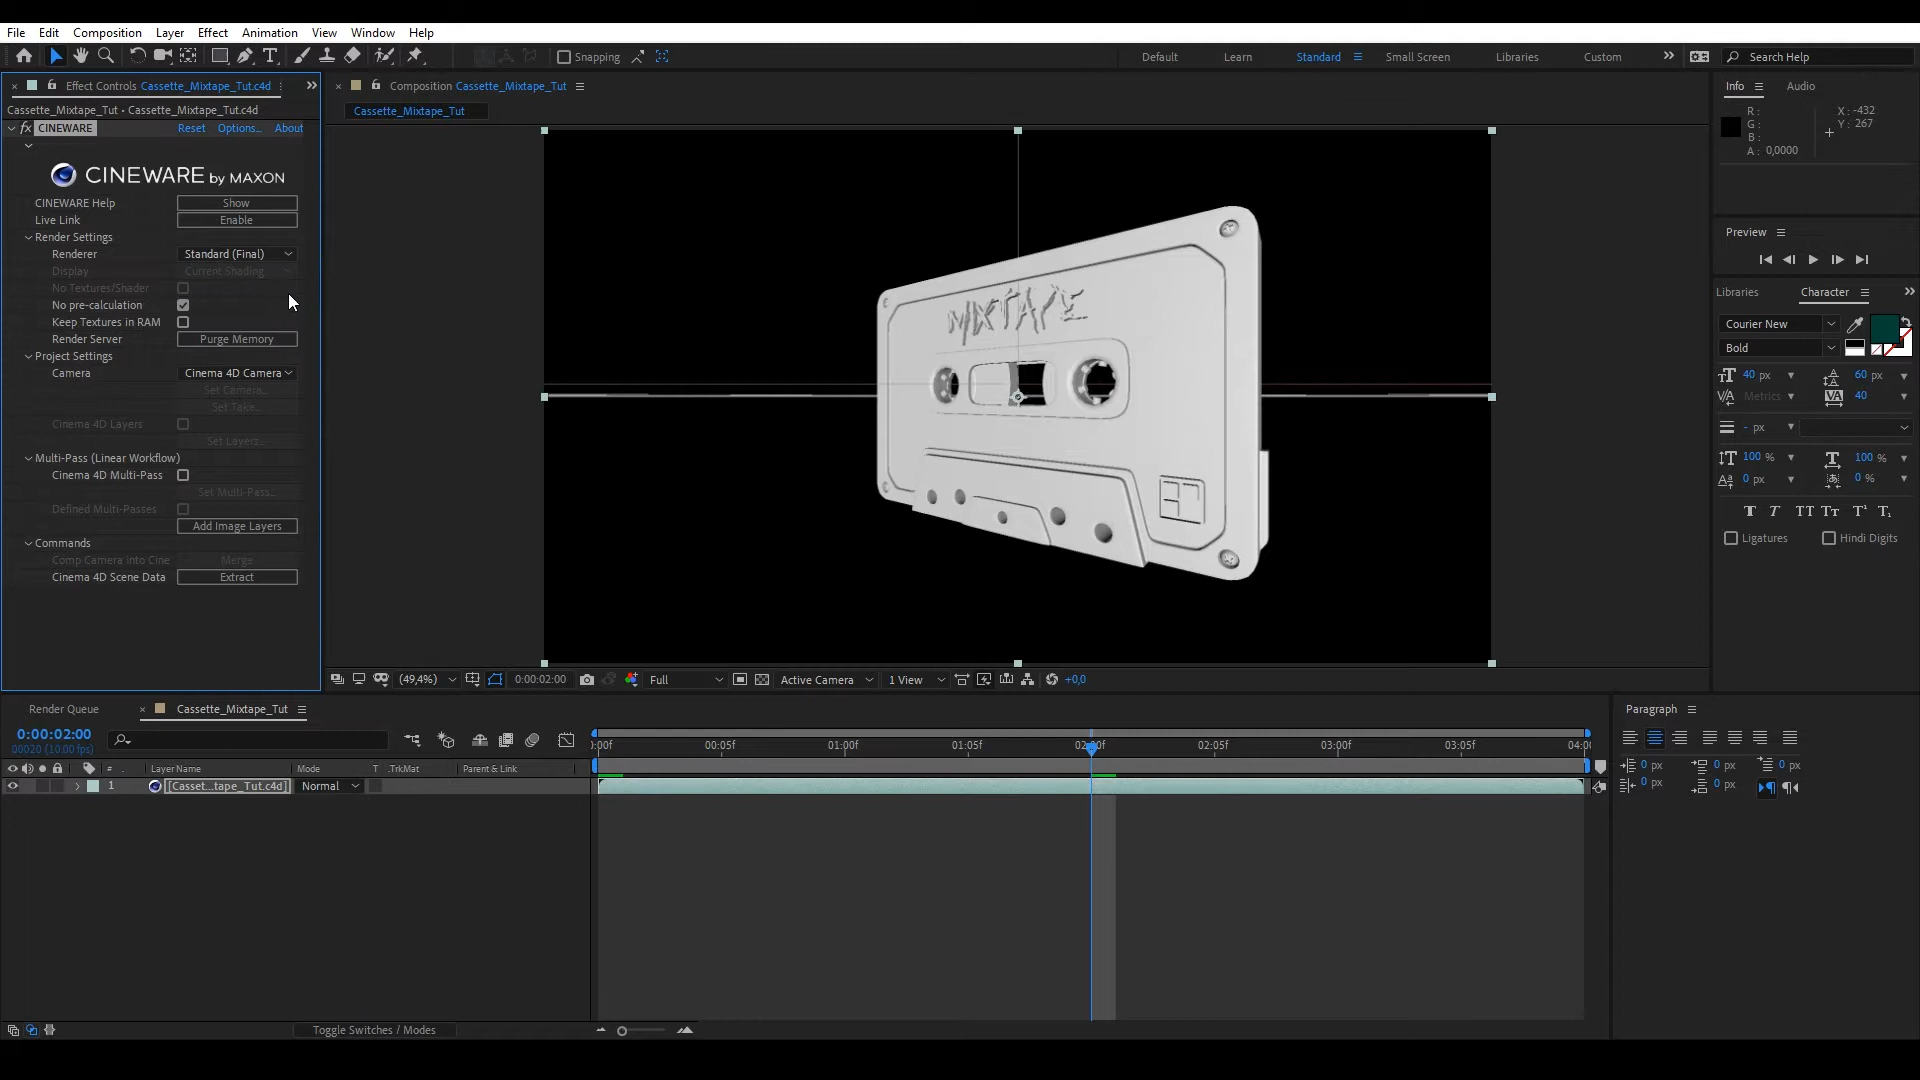 File Edit Composition Layer Effect Animation View Window Help
Snapping
Default Learn Standard Small Screen Libraries Custom
Search Help
Effect Controls Cassette_Mixtape_Tut.c4d
Cassette_Mixtape_Tut • Cassette_Mixtape_Tut.c4d
fx CINEWARE Reset Options... About
CINEWARE by MAXON
CINEWARE Help Show
Live Link Enable
Render Settings
Renderer Standard (Final)
Display Current Shading
No Textures/Shader
No pre-calculation
Keep Textures in RAM
Render Server Purge Memory
Project Settings
Camera Cinema 4D Camera
Set Camera...
Set Take...
Cinema 4D Layers
Set Layers...
Multi-Pass (Linear Workflow)
Cinema 4D Multi-Pass
Set Multi-Pass...
Defined Multi-Passes
Add Image Layers
Commands
Comp Camera into Cine Merge
Cinema 4D Scene Data Extract
Composition Cassette_Mixtape_Tut
Cassette_Mixtape_Tut
MIXTAPE
(49,4%) 0:00:02:00 Full Active Camera 1 View +0,0
Info Audio
R :
G :
B :
A : 0,0000
X : -432
Y : 267
Preview
Libraries Character
Courier New
Bold
40 px 60 px
Metrics 40
- px
100 % 100 %
0 px 0 %
T T TT Tт T¹ T₁
Ligatures Hindi Digits
Paragraph
0 px 0 px 0 px
0 px 0 px
Render Queue Cassette_Mixtape_Tut
0:00:02:00
00020 (10.00 fps)
# Layer Name Mode T .TrkMat Parent & Link
1 [Casset...tape_Tut.c4d] Normal
):00f 00:05f 01:00f 01:05f 02:00f 02:05f 03:00f 03:05f 04:0(
Toggle Switches / Modes